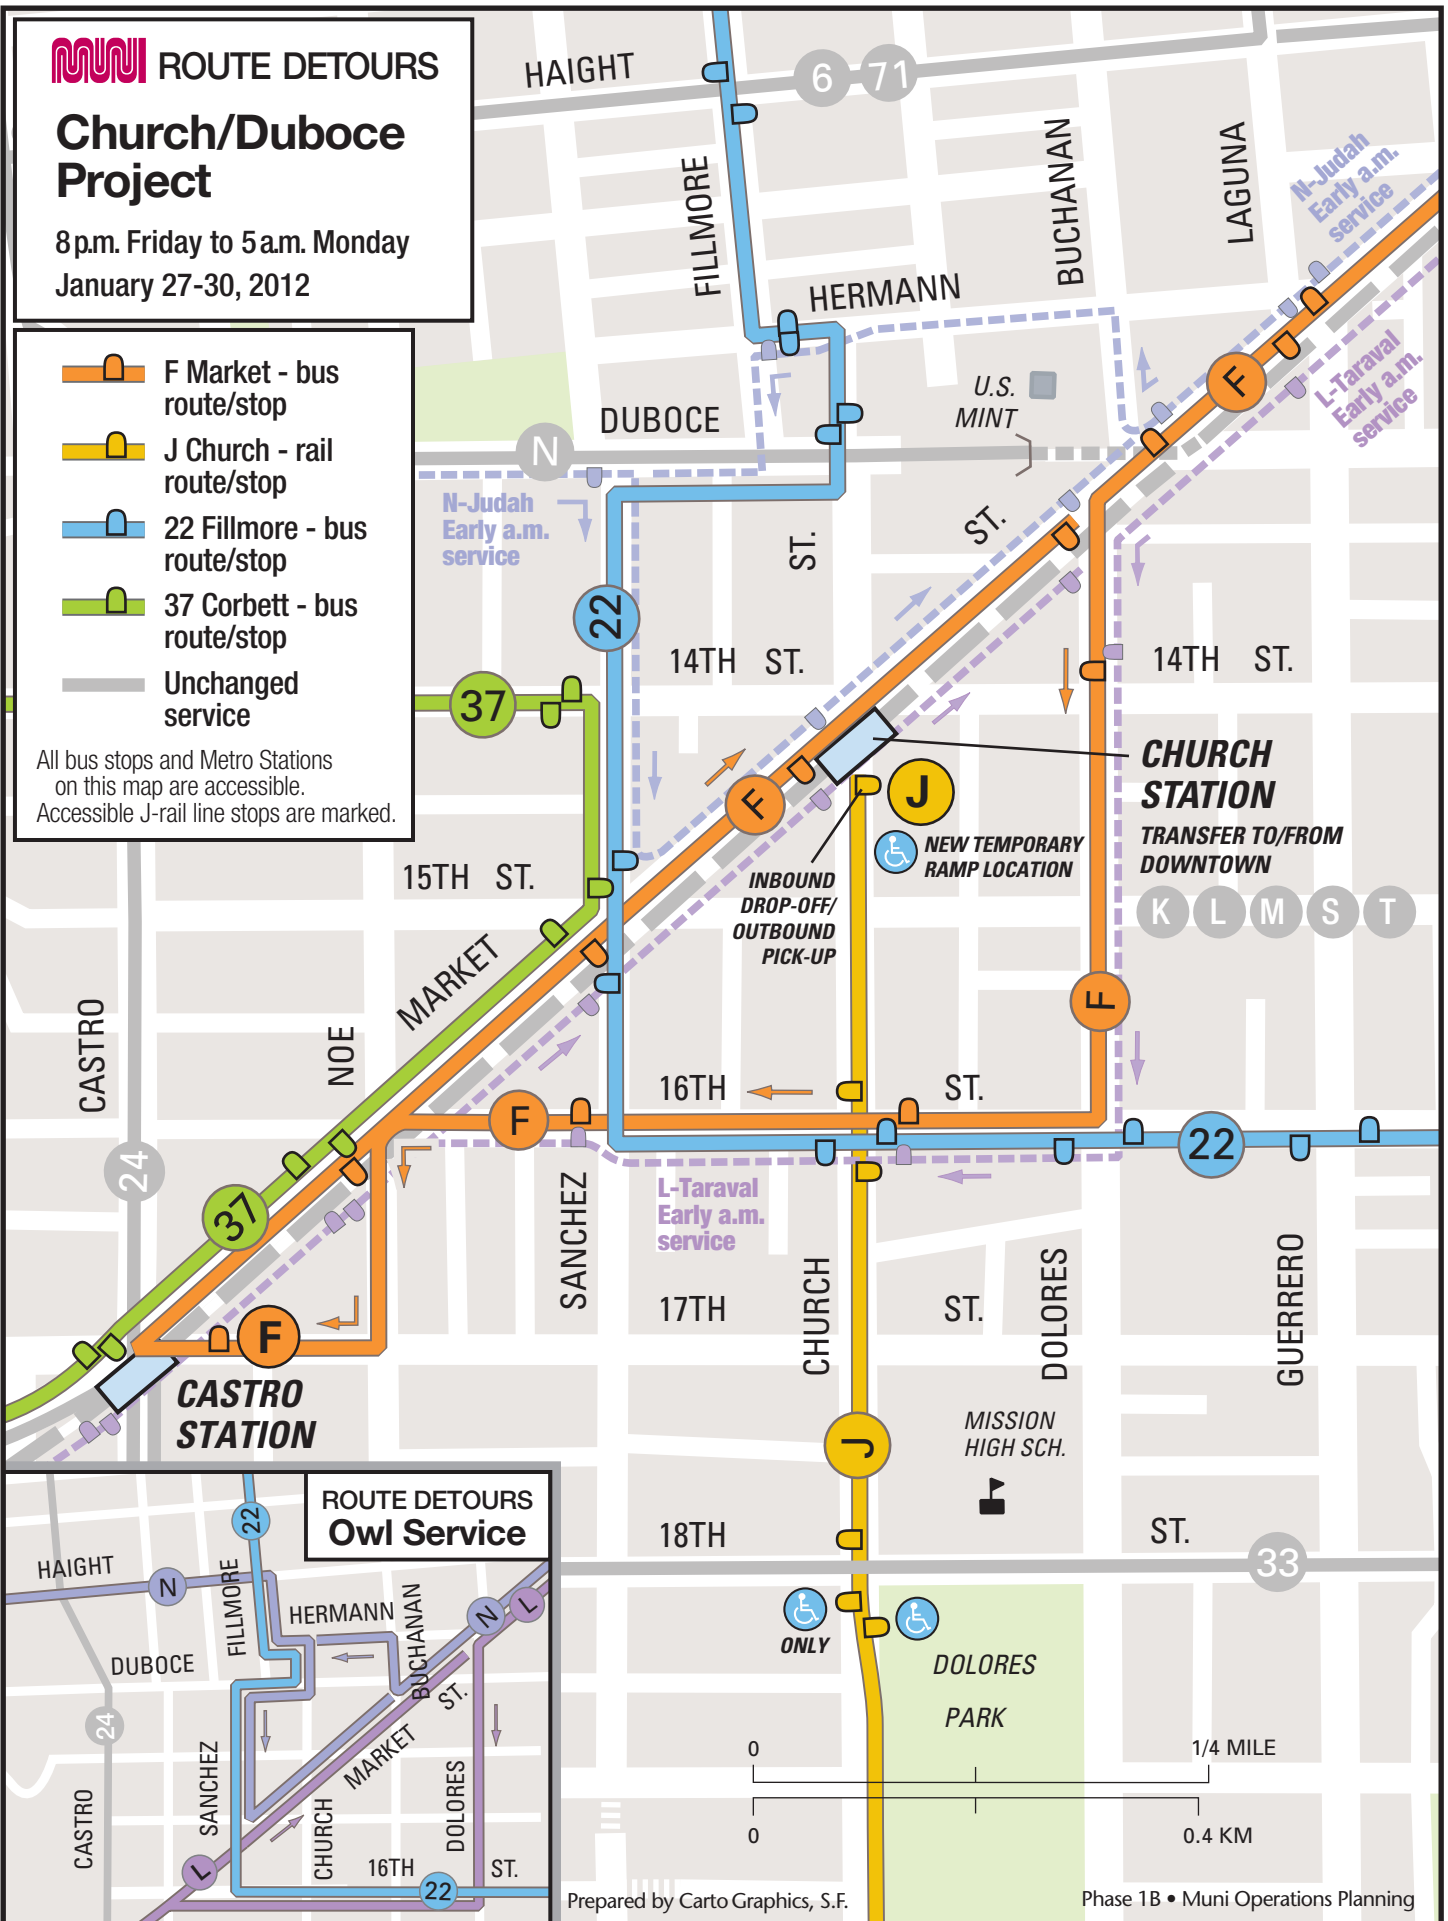 MUNI ROUTE DETOURS
Church/Duboce
Project
8 p.m. Friday to 5 a.m. Monday
January 27-30, 2012
F Market - bus
route/stop
J Church - rail
route/stop
22 Fillmore - bus
route/stop
37 Corbett - bus
route/stop
Unchanged
service
All bus stops and Metro Stations
on this map are accessible.
Accessible J-rail line stops are marked.
HAIGHT
6
71
FILLMORE
BUCHANAN
LAGUNA
N-Judah
Early a.m.
service
HERMANN
F
L-Taraval
Early a.m.
service
U.S.
MINT
DUBOCE
N
N-Judah
Early a.m.
service
ST.
ST.
22
14TH ST.
14TH ST.
37
CHURCH
STATION
TRANSFER TO/FROM
DOWNTOWN
K L M S T
F
J
NEW TEMPORARY
RAMP LOCATION
INBOUND
DROP-OFF/
OUTBOUND
PICK-UP
15TH ST.
MARKET
CASTRO
NOE
F
16TH ST.
F
22
24
37
L-Taraval
Early a.m.
service
SANCHEZ
17TH ST.
CHURCH
DOLORES
GUERRERO
F
CASTRO
STATION
J
MISSION
HIGH SCH.
18TH ST.
33
ONLY
DOLORES
PARK
0 1/4 MILE
0 0.4 KM
Prepared by Carto Graphics, S.F.
Phase 1B • Muni Operations Planning
ROUTE DETOURS
Owl Service
22
HAIGHT
N
FILLMORE
HERMANN
BUCHANAN
N
L
DUBOCE
ST.
24
SANCHEZ
MARKET
CASTRO
CHURCH
DOLORES
L
16TH ST.
22